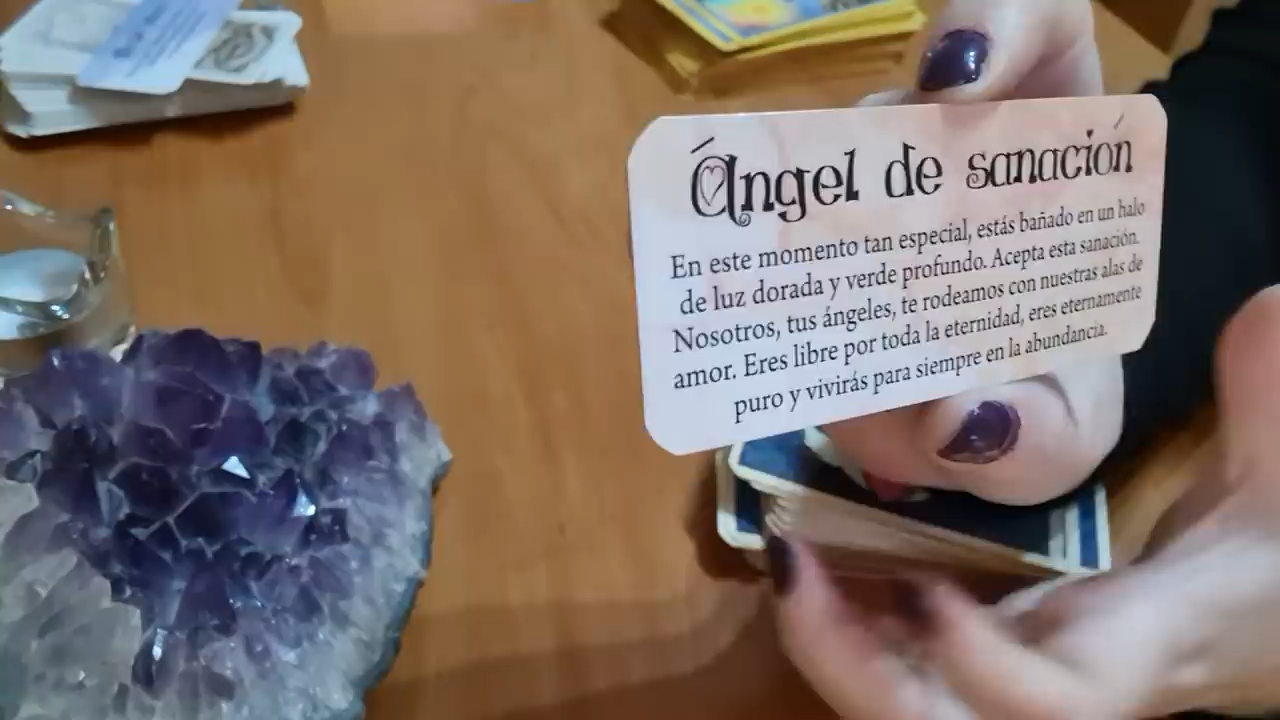 Ángel de sanación
En este momento tan especial, estás bañado en un halo
de luz dorada y verde profundo. Acepta esta sanación.
Nosotros, tus ángeles, te rodeamos con nuestras alas de
amor. Eres libre por toda la eternidad, eres eternamente
puro y vivirás para siempre en la abundancia.